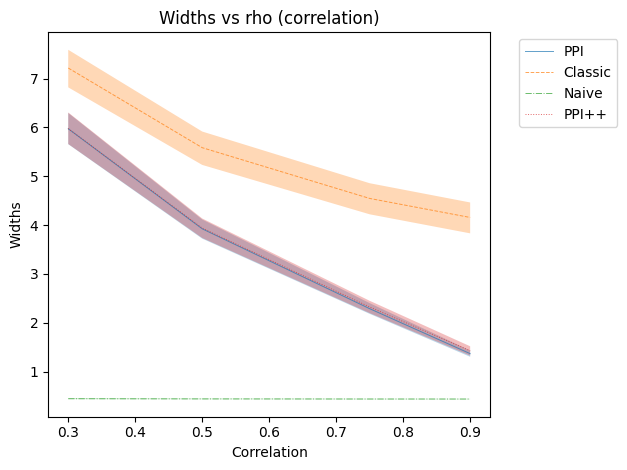 Widths vs rho (correlation)
PPI
Classic
Naive
PPI++
Widths
7
6
5
4
3
2
1
0.3 0.4 0.5 0.6 0.7 0.8 0.9
Correlation